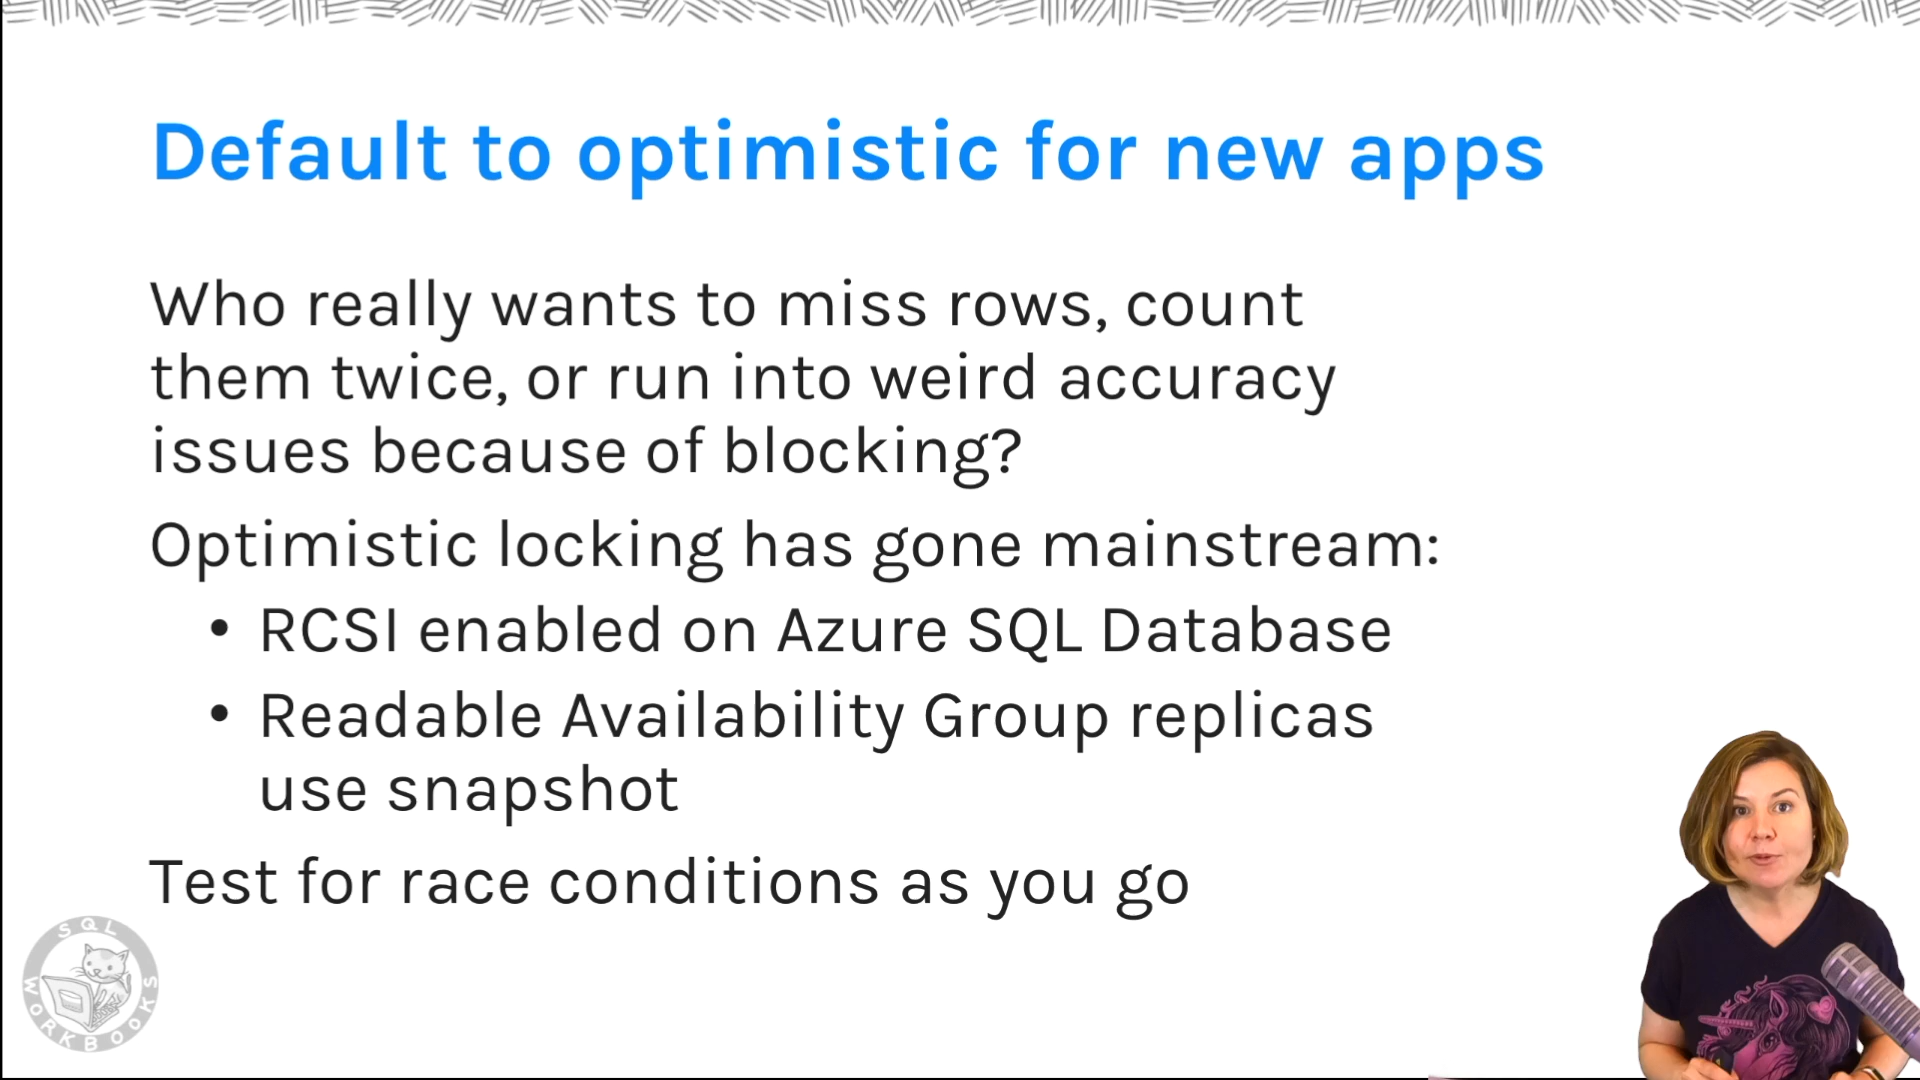 Default to optimistic for new apps
Who really wants to miss rows, count
them twice, or run into weird accuracy
issues because of blocking?
Optimistic locking has gone mainstream:
• RCSI enabled on Azure SQL Database
• Readable Availability Group replicas
use snapshot
Test for race conditions as you go
SQL
WORKBOOKS